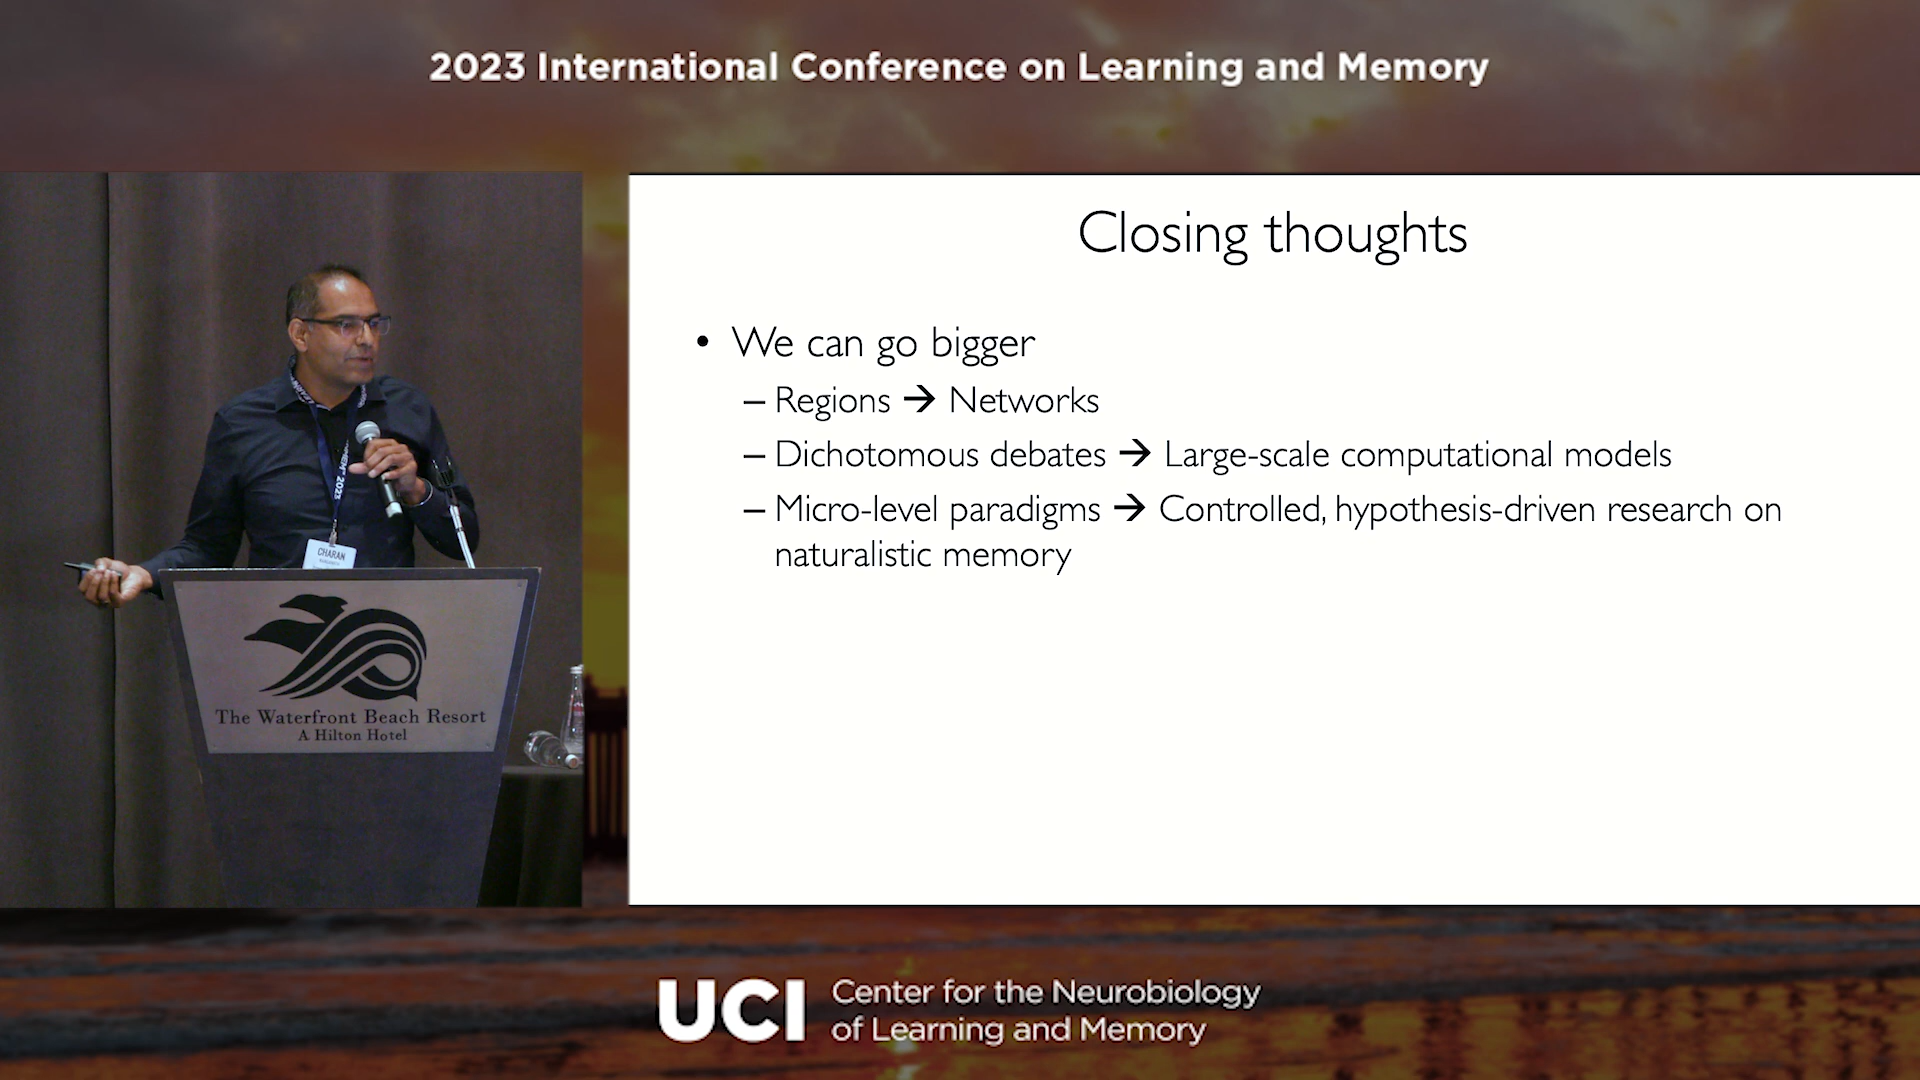 2023 International Conference on Learning and Memory
Closing thoughts
• We can go bigger
– Regions → Networks
– Dichotomous debates → Large-scale computational models
– Micro-level paradigms → Controlled, hypothesis-driven research on
naturalistic memory
CHARAN
The Waterfront Beach Resort
A Hilton Hotel
UCI
Center for the Neurobiology
of Learning and Memory